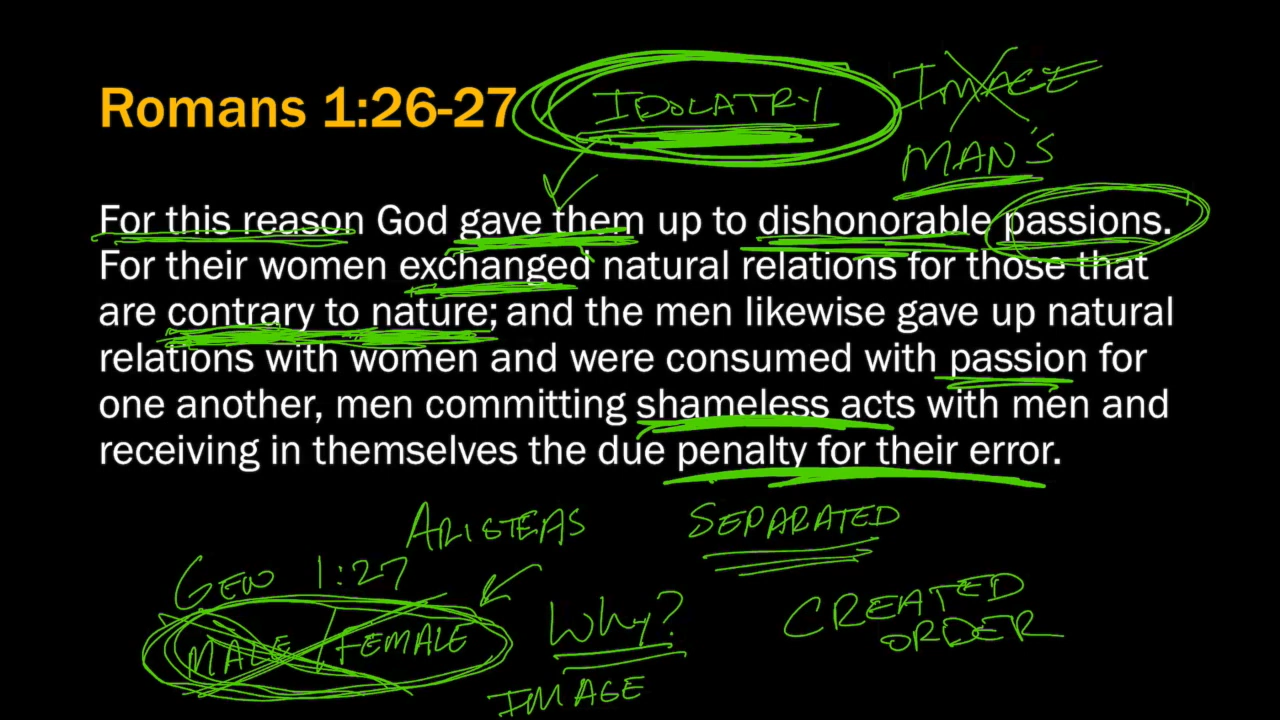 Romans 1:26-27 IDOLATRY IMAGE
MAN'S
For this reason God gave them up to dishonorable passions.
For their women exchanged natural relations for those that
are contrary to nature; and the men likewise gave up natural
relations with women and were consumed with passion for
one another, men committing shameless acts with men and
receiving in themselves the due penalty for their error.
ARISTEAS SEPARATED
GEN 1:27
MALE / FEMALE Why? CREATED
ORDER
IMAGE